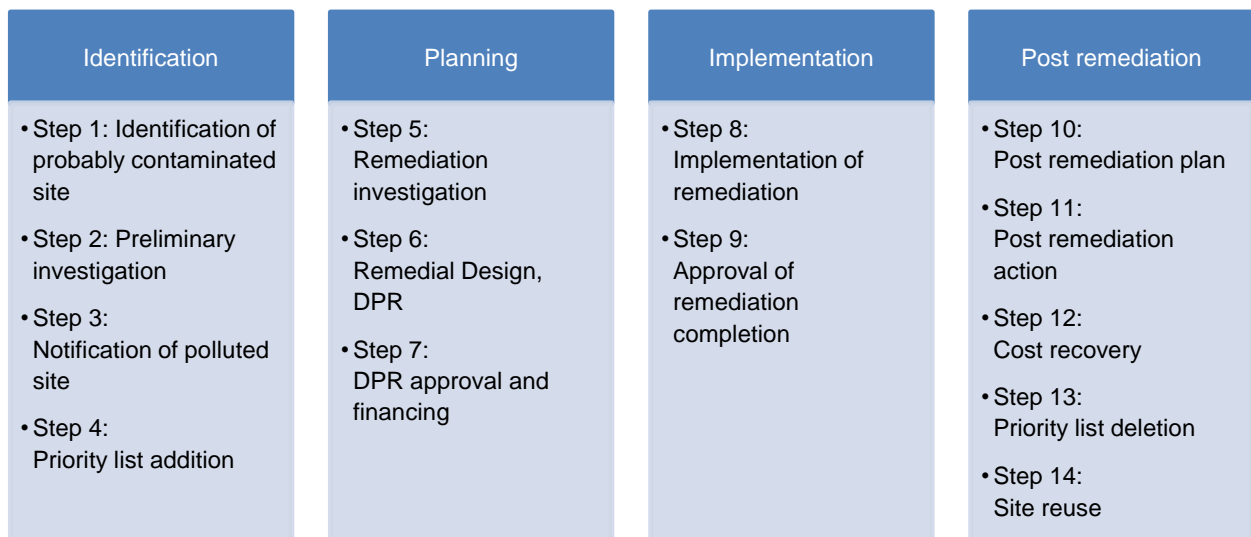 Identification
• Step 1: Identification of
probably contaminated
site
• Step 2: Preliminary
investigation
• Step 3:
Notification of polluted
site
• Step 4:
Priority list addition
Planning
• Step 5:
Remediation
investigation
• Step 6:
Remedial Design,
DPR
• Step 7:
DPR approval and
financing
Implementation
• Step 8:
Implementation of
remediation
• Step 9:
Approval of
remediation
completion
Post remediation
• Step 10:
Post remediation plan
• Step 11:
Post remediation
action
• Step 12:
Cost recovery
• Step 13:
Priority list deletion
• Step 14:
Site reuse